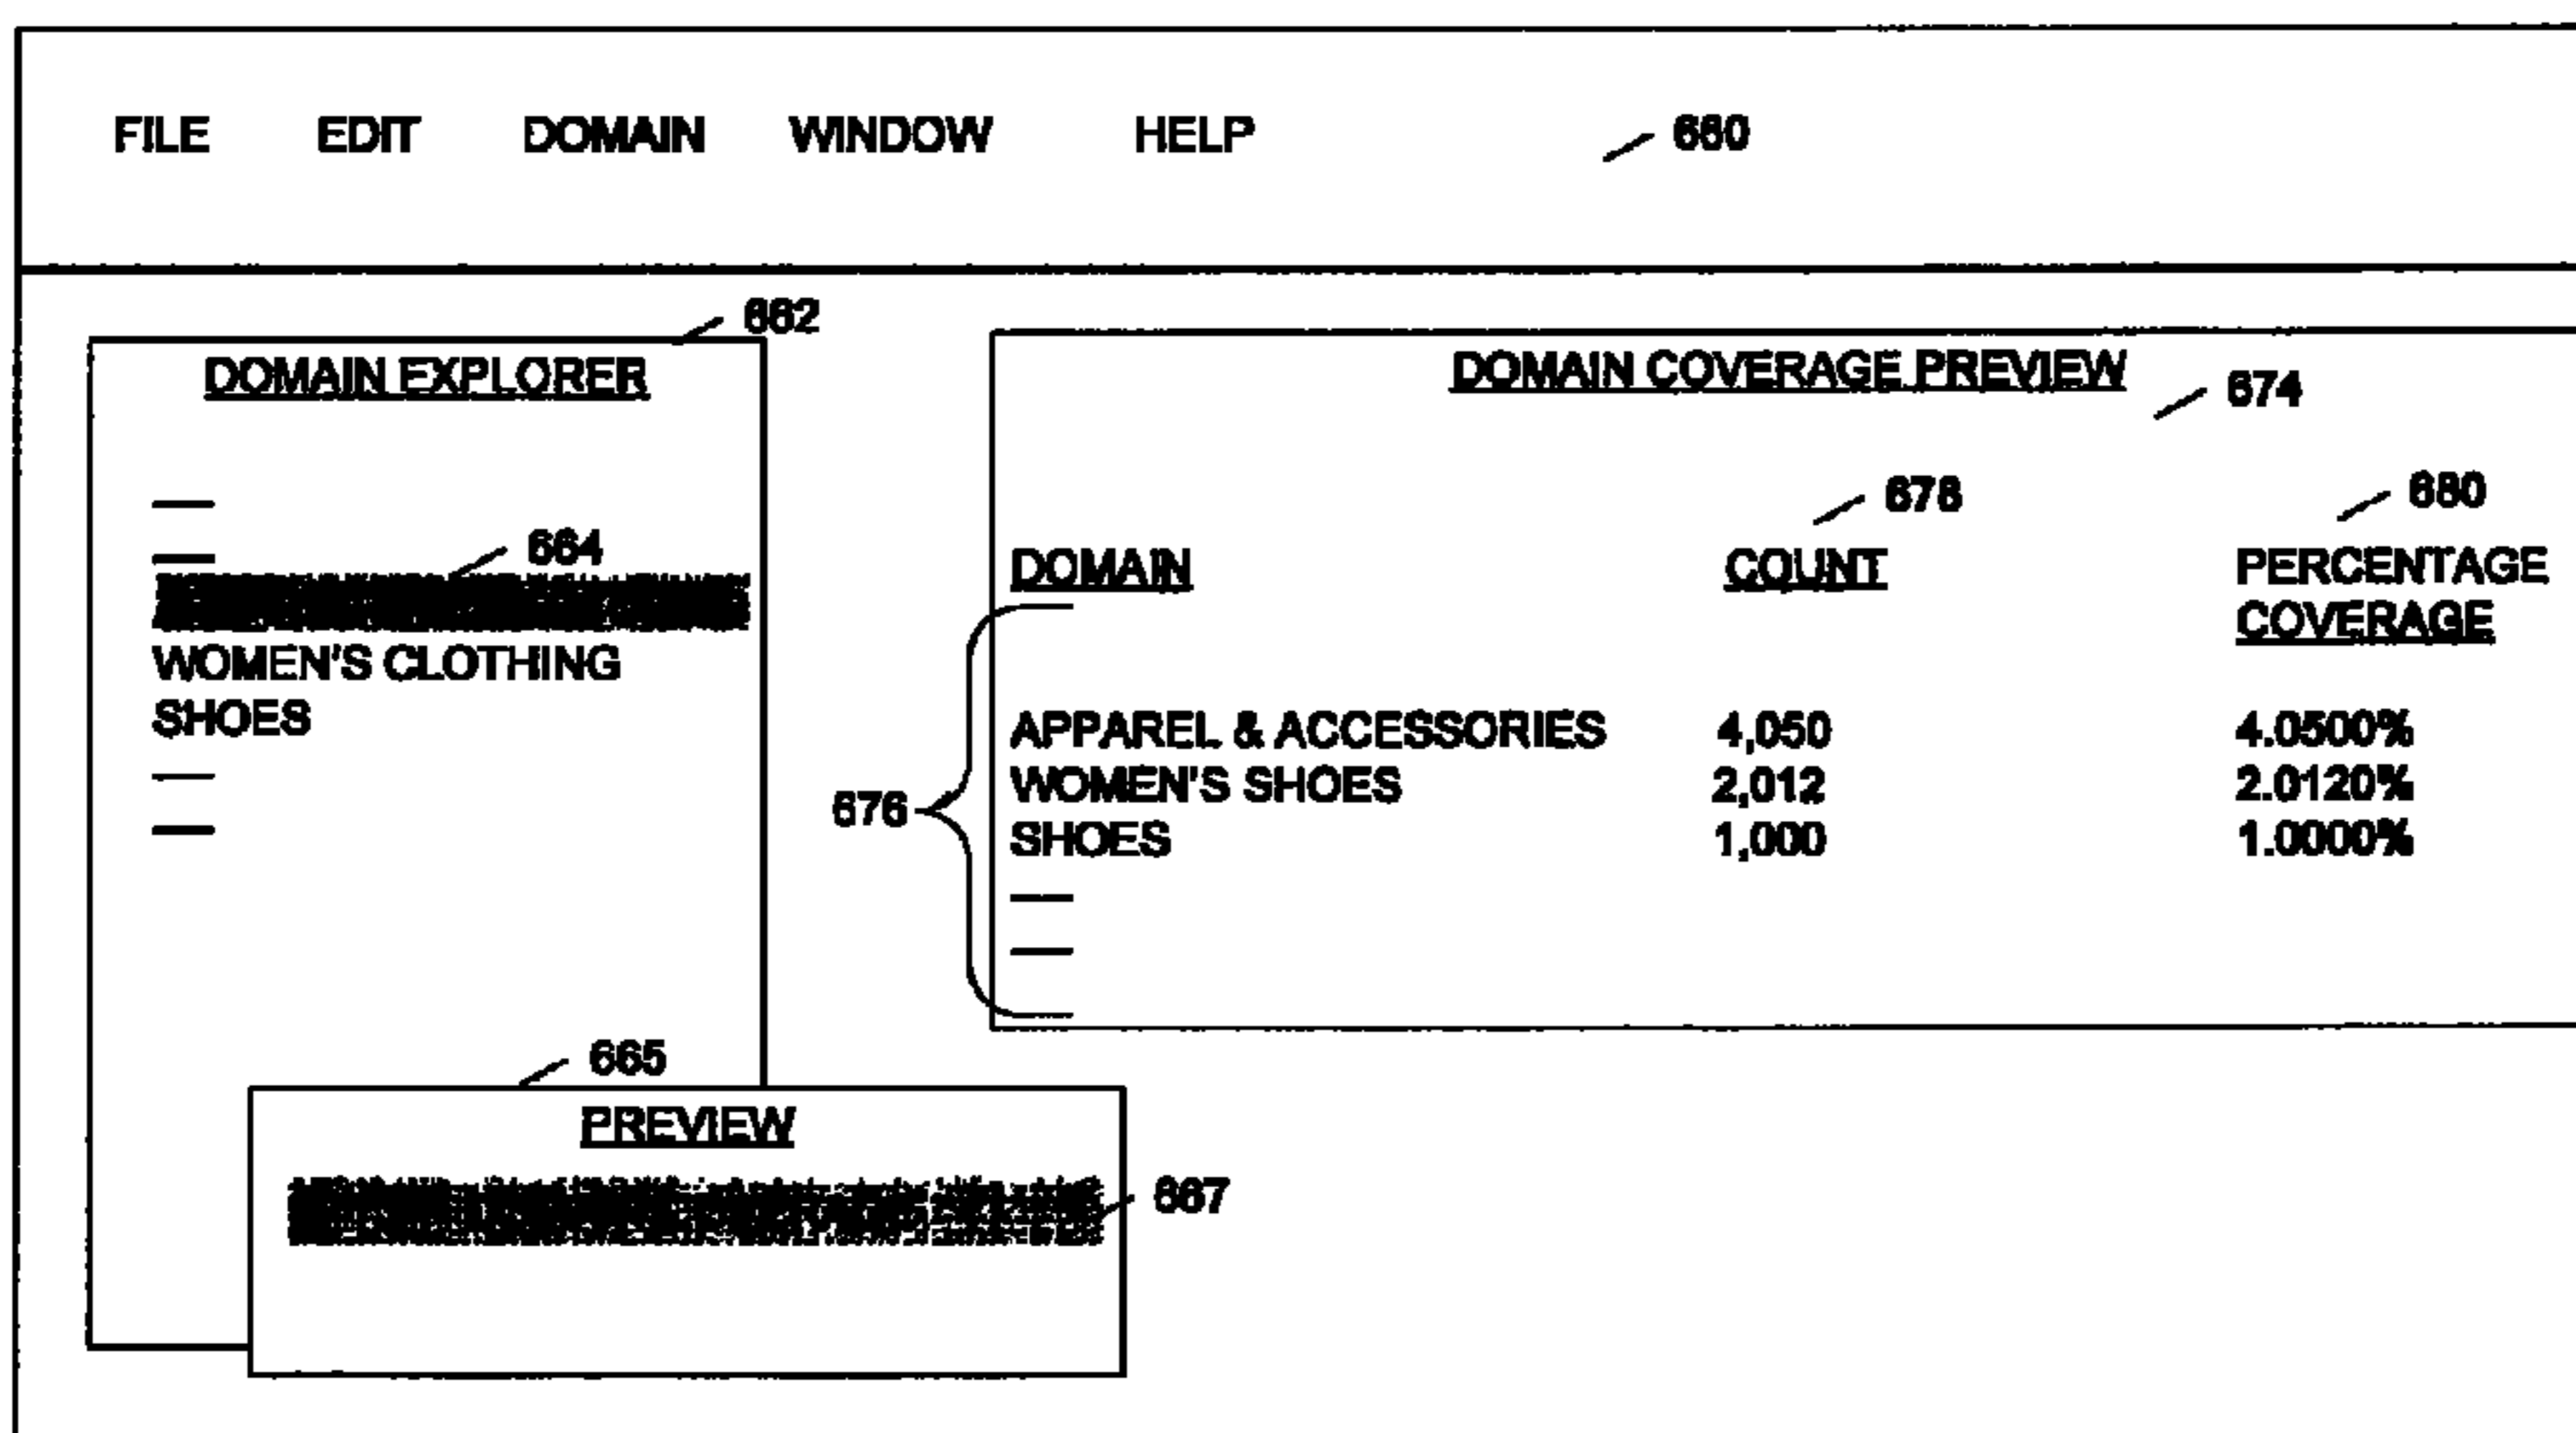 FILE EDIT DOMAIN WINDOW HELP 660
662
DOMAIN EXPLORER
664
WOMEN'S CLOTHING
SHOES
DOMAIN COVERAGE PREVIEW
674
678 680
DOMAIN COUNT PERCENTAGE
COVERAGE
APPAREL & ACCESSORIES 4,050 4.0500%
WOMEN'S SHOES 2,012 2.0120%
SHOES 1,000 1.0000%
676
665
PREVIEW
667